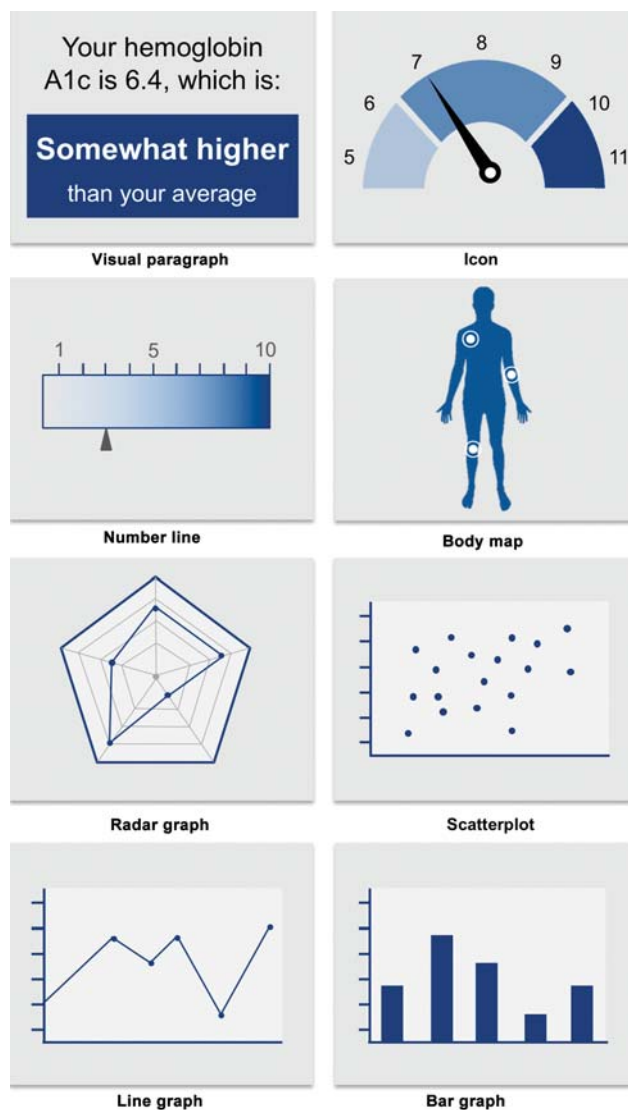 Your hemoglobin
A1c is 6.4, which is:
Somewhat higher
than your average
Visual paragraph
5
6
7
8
9
10
11
Icon
1 5 10
Number line
Body map
Radar graph
Scatterplot
Line graph
Bar graph